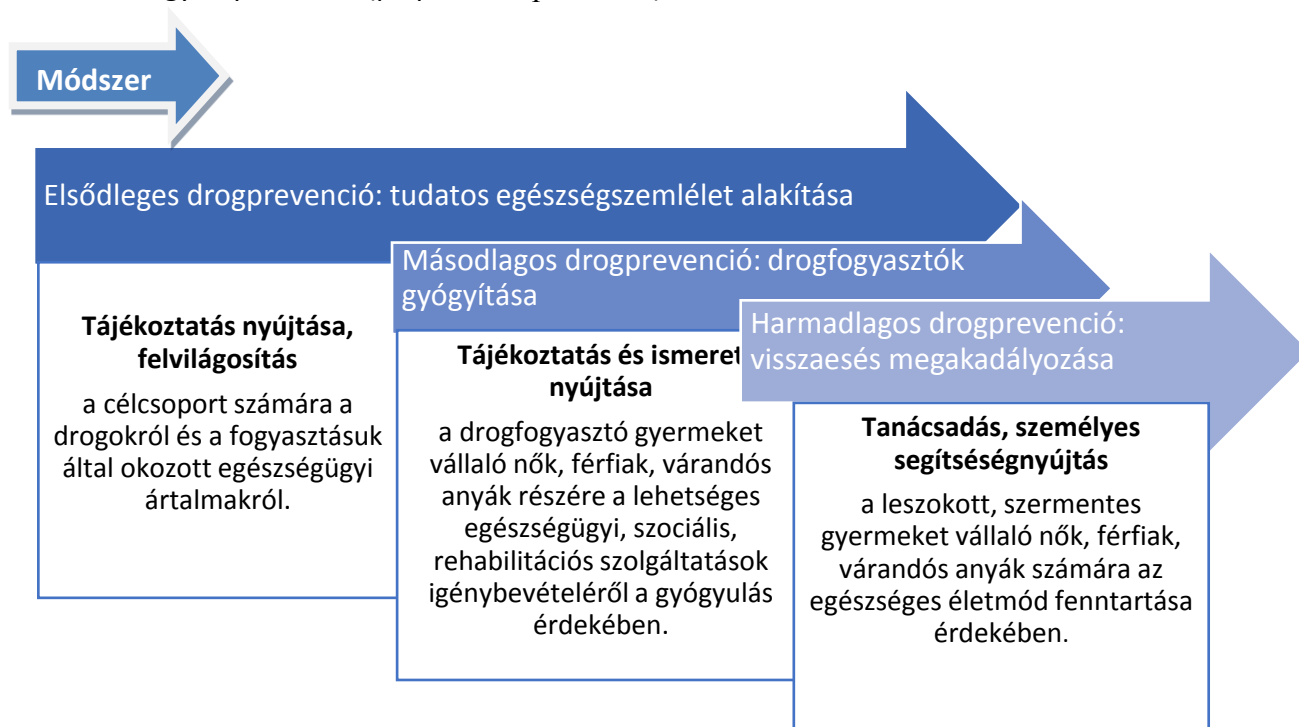 Módszer
Elsődleges drogprevenció: tudatos egészségszemlélet alakítása
Tájékoztatás nyújtása,
felvilágosítás
a célcsoport számára a
drogokról és a fogyasztásuk
által okozott egészségügyi
ártalmakról.
Másodlagos drogprevenció: drogfogyasztók
gyógyítása
Tájékoztatás és ismeret
nyújtása
a drogfogyasztó gyermeket
vállaló nők, férfiak, várandós
anyák részére a lehetséges
egészségügyi, szociális,
rehabilitációs szolgáltatások
igénybevételéről a gyógyulás
érdekében.
Harmadlagos drogprevenció:
visszaesés megakadályozása
Tanácsadás, személyes
segítséségnyújtás
a leszokott, szermentes
gyermeket vállaló nők, férfiak,
várandós anyák számára az
egészséges életmód fenntartása
érdekében.